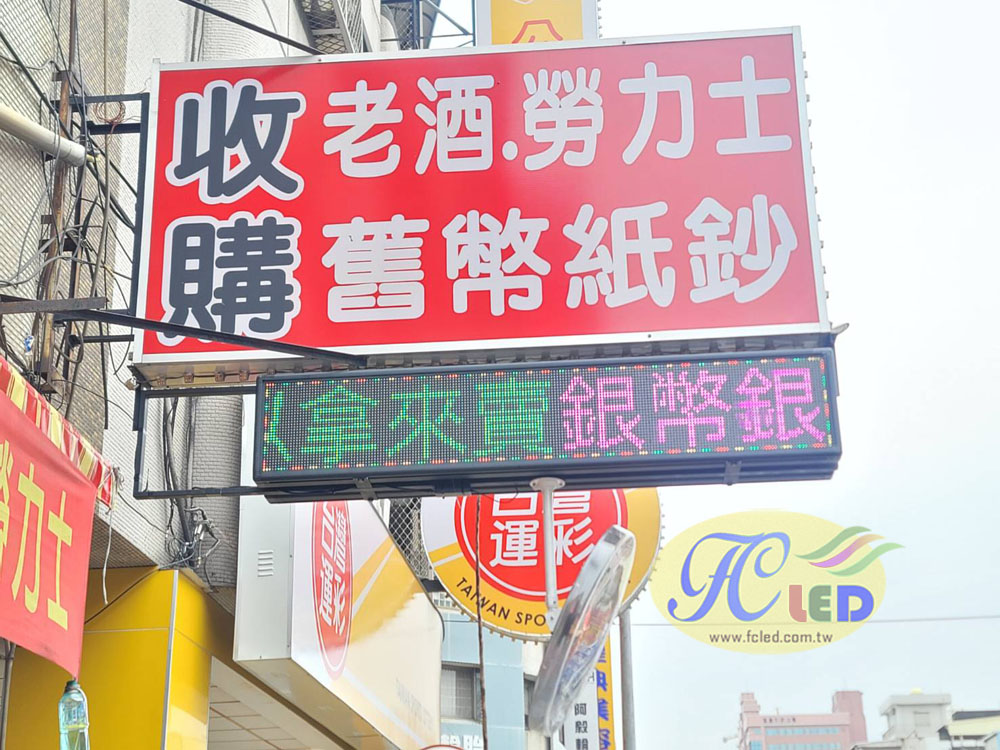 收購
老酒.勞力士
舊幣紙鈔
拿來賣銀幣銀
勞力士
運彩
TAIWAN SPO
FC LED
www.fcled.com.tw